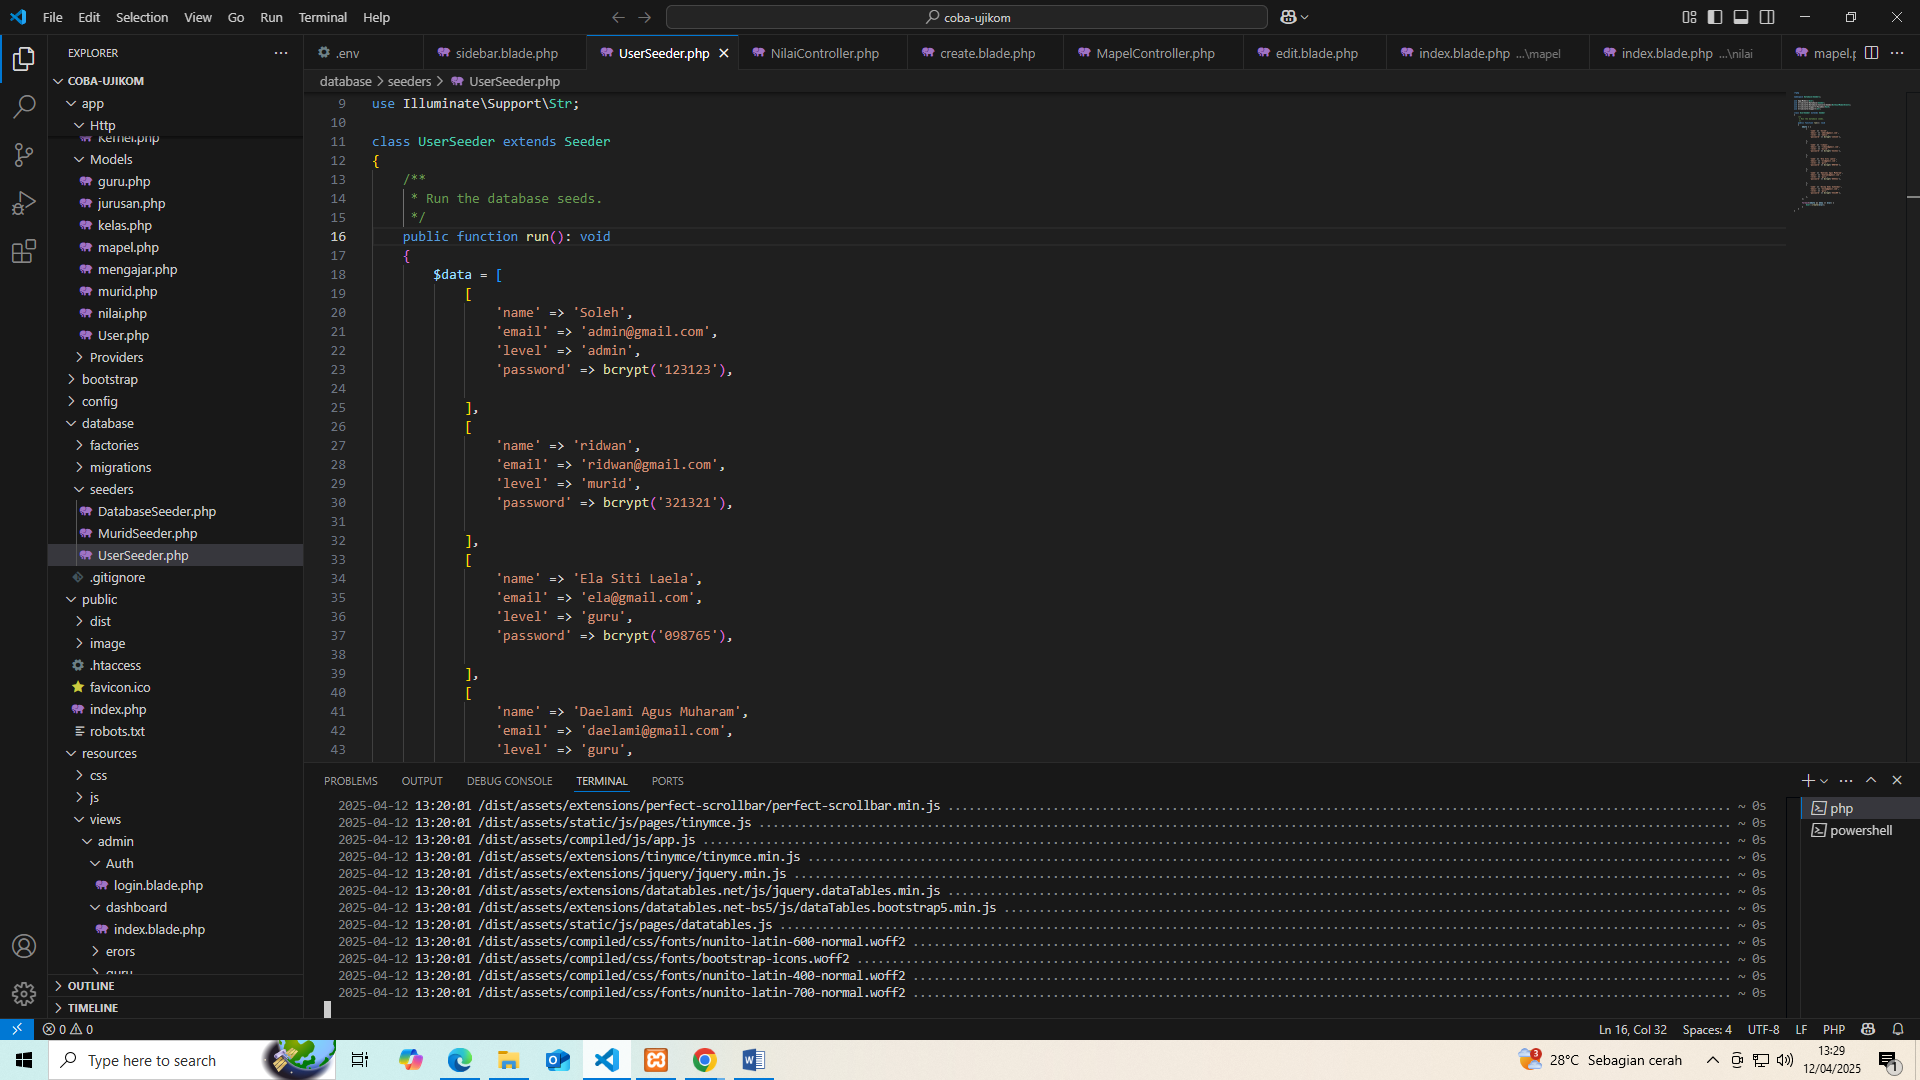 File Edit Selection View Go Run Terminal Help
coba-ujikom
EXPLORER
COBA-UJIKOM
app
Http
Kernel.php
Models
guru.php
jurusan.php
kelas.php
mapel.php
mengajar.php
murid.php
nilai.php
User.php
Providers
bootstrap
config
database
factories
migrations
seeders
DatabaseSeeder.php
MuridSeeder.php
UserSeeder.php
.gitignore
public
dist
image
.htaccess
favicon.ico
index.php
robots.txt
resources
css
js
views
admin
Auth
login.blade.php
dashboard
index.blade.php
erors
guru
OUTLINE
TIMELINE
.env sidebar.blade.php UserSeeder.php NilaiController.php create.blade.php MapelController.php edit.blade.php index.blade.php ...\mapel index.blade.php ...\nilai mapel.p
database > seeders > UserSeeder.php
9 use Illuminate\Support\Str;
10
11 class UserSeeder extends Seeder
12 {
13 /**
14 * Run the database seeds.
15 */
16 public function run(): void
17 {
18 $data = [
19 [
20 'name' => 'Soleh',
21 'email' => 'admin@gmail.com',
22 'level' => 'admin',
23 'password' => bcrypt('123123'),
24
25 ],
26 [
27 'name' => 'ridwan',
28 'email' => 'ridwan@gmail.com',
29 'level' => 'murid',
30 'password' => bcrypt('321321'),
31
32 ],
33 [
34 'name' => 'Ela Siti Laela',
35 'email' => 'ela@gmail.com',
36 'level' => 'guru',
37 'password' => bcrypt('098765'),
38
39 ],
40 [
41 'name' => 'Daelami Agus Muharam',
42 'email' => 'daelami@gmail.com',
43 'level' => 'guru',
PROBLEMS OUTPUT DEBUG CONSOLE TERMINAL PORTS
2025-04-12 13:20:01 /dist/assets/extensions/perfect-scrollbar/perfect-scrollbar.min.js ~ 0s
2025-04-12 13:20:01 /dist/assets/static/js/pages/tinymce.js ~ 0s
2025-04-12 13:20:01 /dist/assets/compiled/js/app.js ~ 0s
2025-04-12 13:20:01 /dist/assets/extensions/tinymce/tinymce.min.js ~ 0s
2025-04-12 13:20:01 /dist/assets/extensions/jquery/jquery.min.js ~ 0s
2025-04-12 13:20:01 /dist/assets/extensions/datatables.net/js/jquery.dataTables.min.js ~ 0s
2025-04-12 13:20:01 /dist/assets/extensions/datatables.net-bs5/js/dataTables.bootstrap5.min.js ~ 0s
2025-04-12 13:20:01 /dist/assets/static/js/pages/datatables.js ~ 0s
2025-04-12 13:20:01 /dist/assets/compiled/css/fonts/nunito-latin-600-normal.woff2 ~ 0s
2025-04-12 13:20:01 /dist/assets/compiled/css/fonts/bootstrap-icons.woff2 ~ 0s
2025-04-12 13:20:01 /dist/assets/compiled/css/fonts/nunito-latin-400-normal.woff2 ~ 0s
2025-04-12 13:20:01 /dist/assets/compiled/css/fonts/nunito-latin-700-normal.woff2 ~ 0s
php
powershell
0 0
Ln 16, Col 32 Spaces: 4 UTF-8 LF PHP
Type here to search
3
28°C Sebagian cerah
13:29
12/04/2025
1